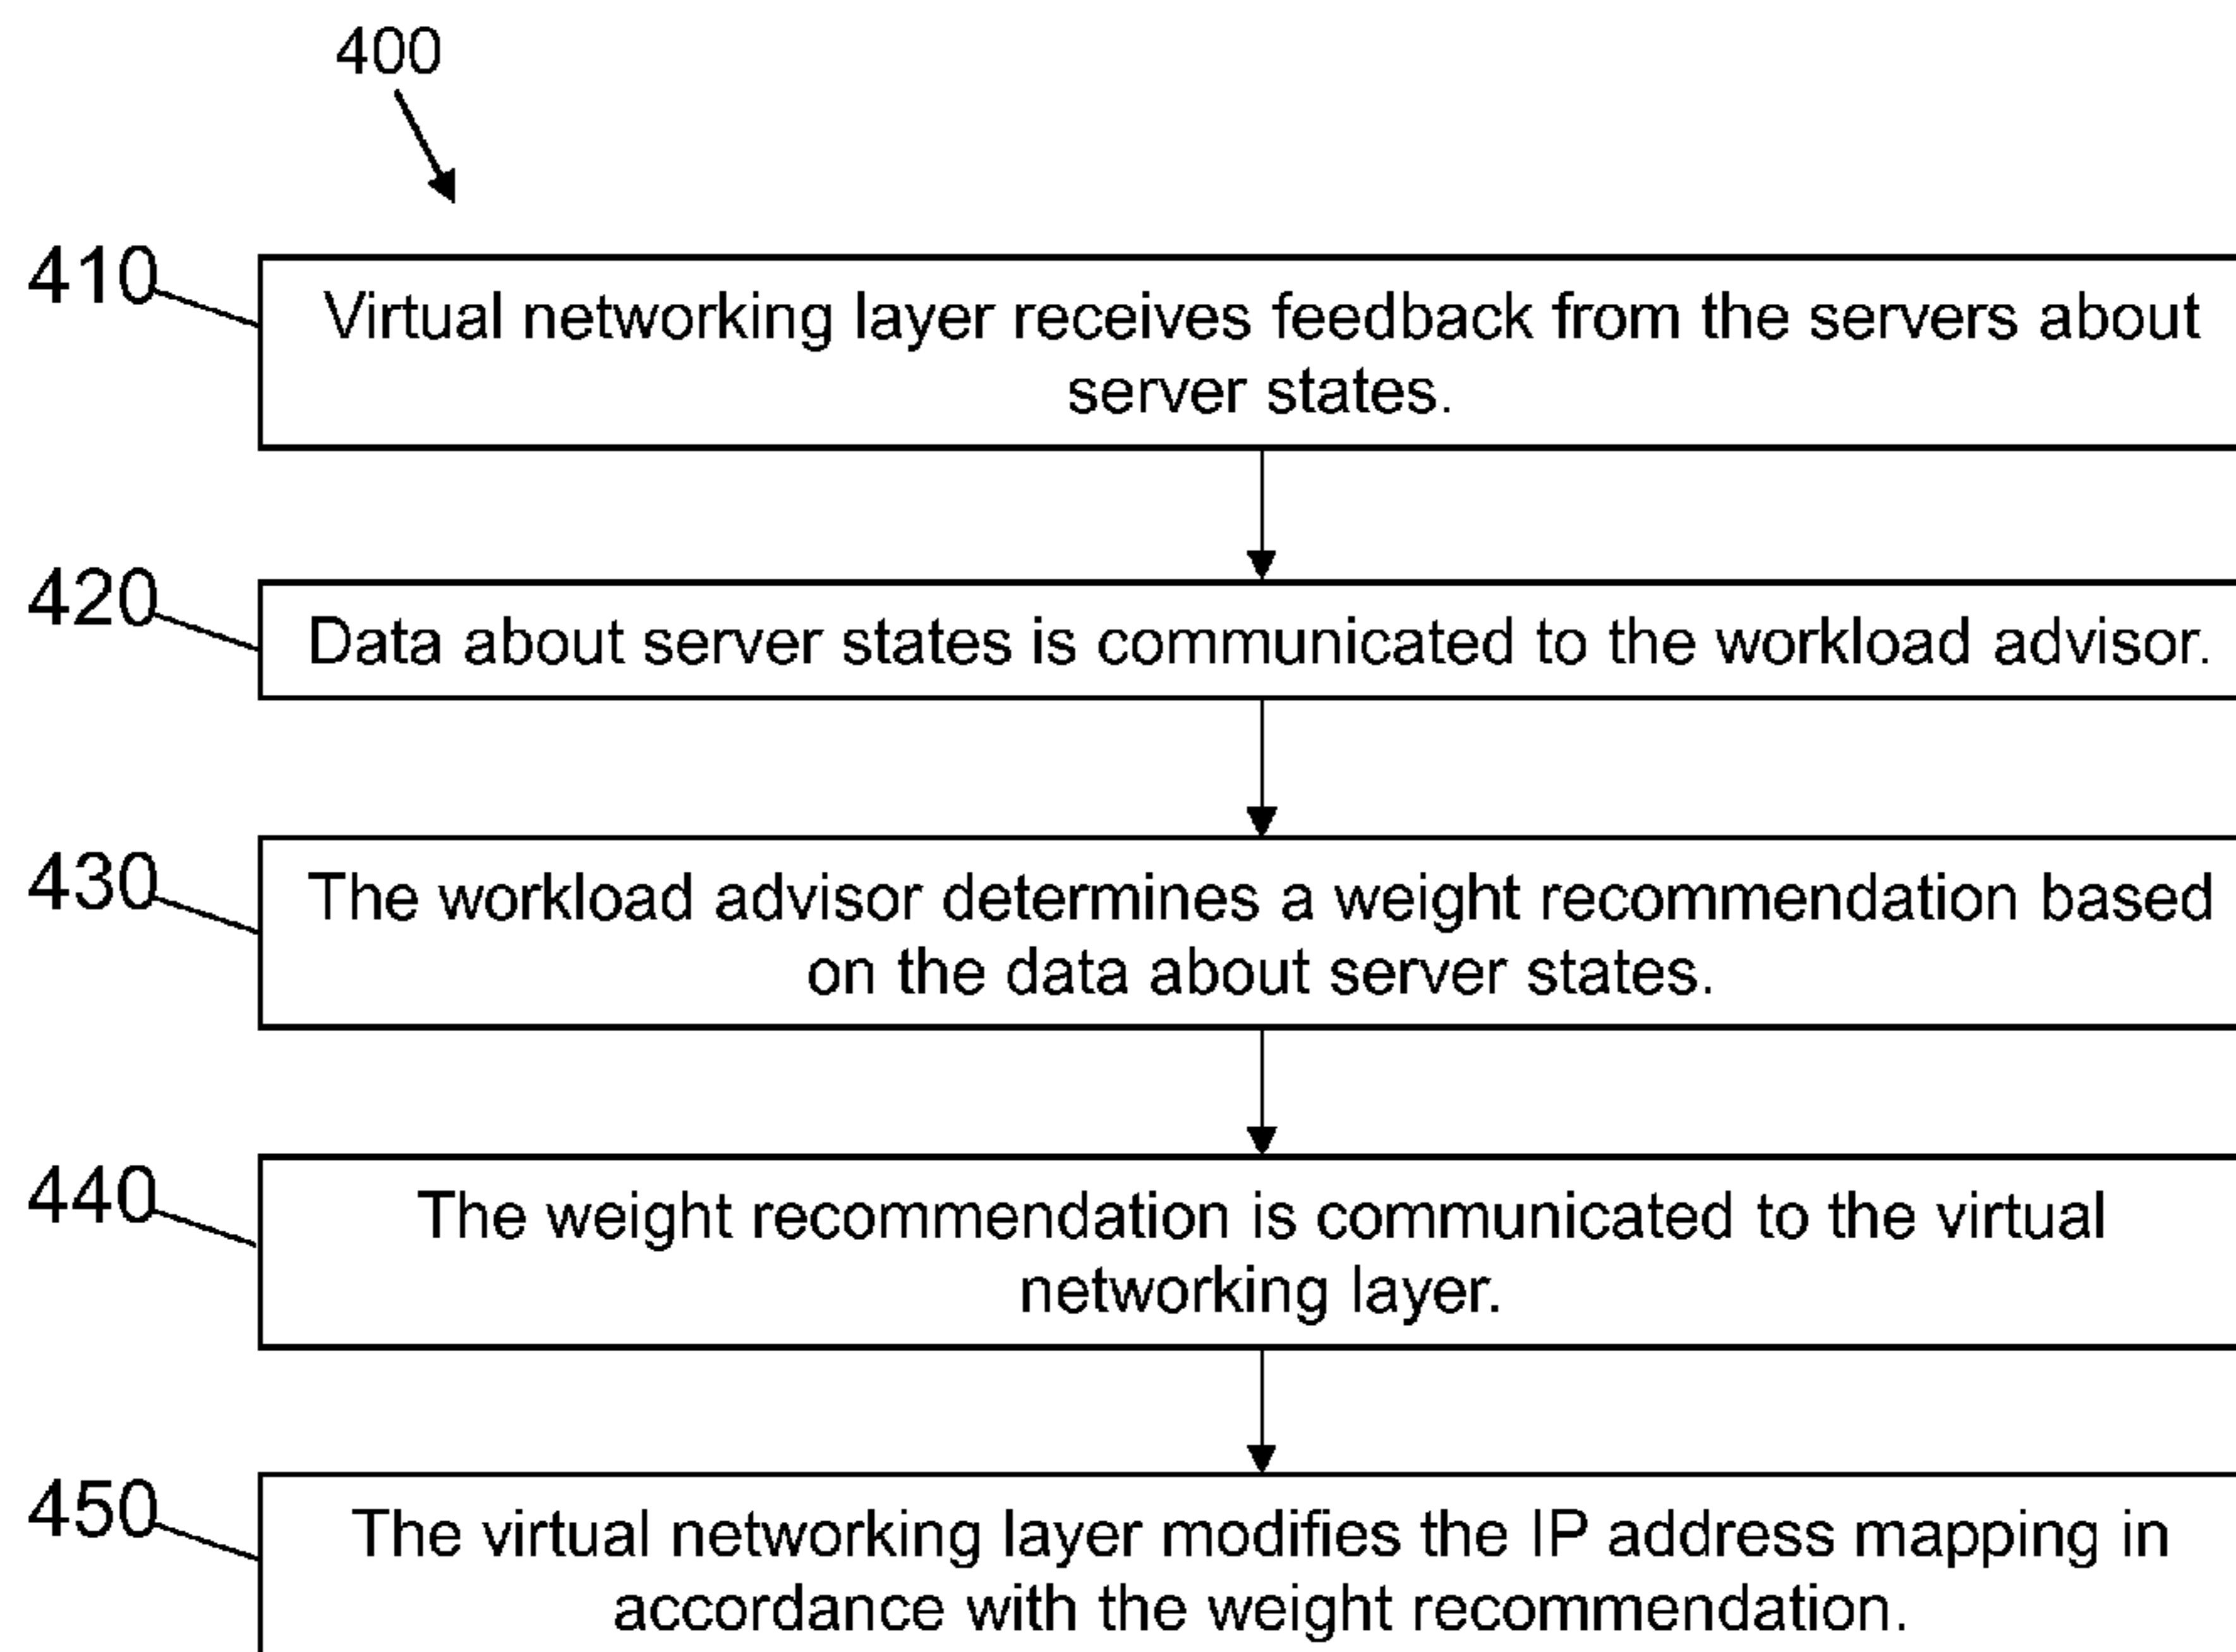 400
410
Virtual networking layer receives feedback from the servers about
server states.
420
Data about server states is communicated to the workload advisor.
430
The workload advisor determines a weight recommendation based
on the data about server states.
440
The weight recommendation is communicated to the virtual
networking layer.
450
The virtual networking layer modifies the IP address mapping in
accordance with the weight recommendation.